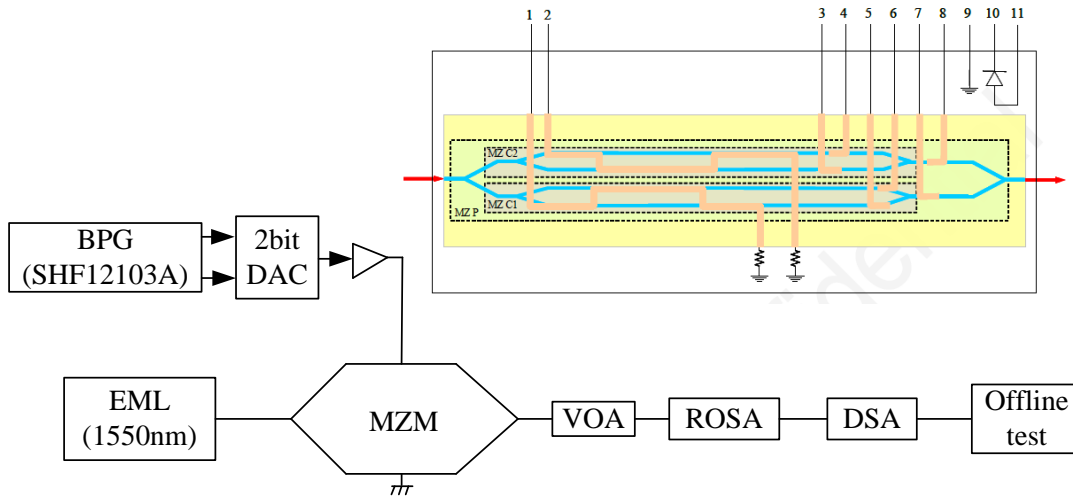 1 2 3 4 5 6 7 8 9 10 11
MZ C2
MZ C1
MZ P
BPG
(SHF12103A)
2bit
DAC
EML
(1550nm)
MZM
VOA
ROSA
DSA
Offline
test